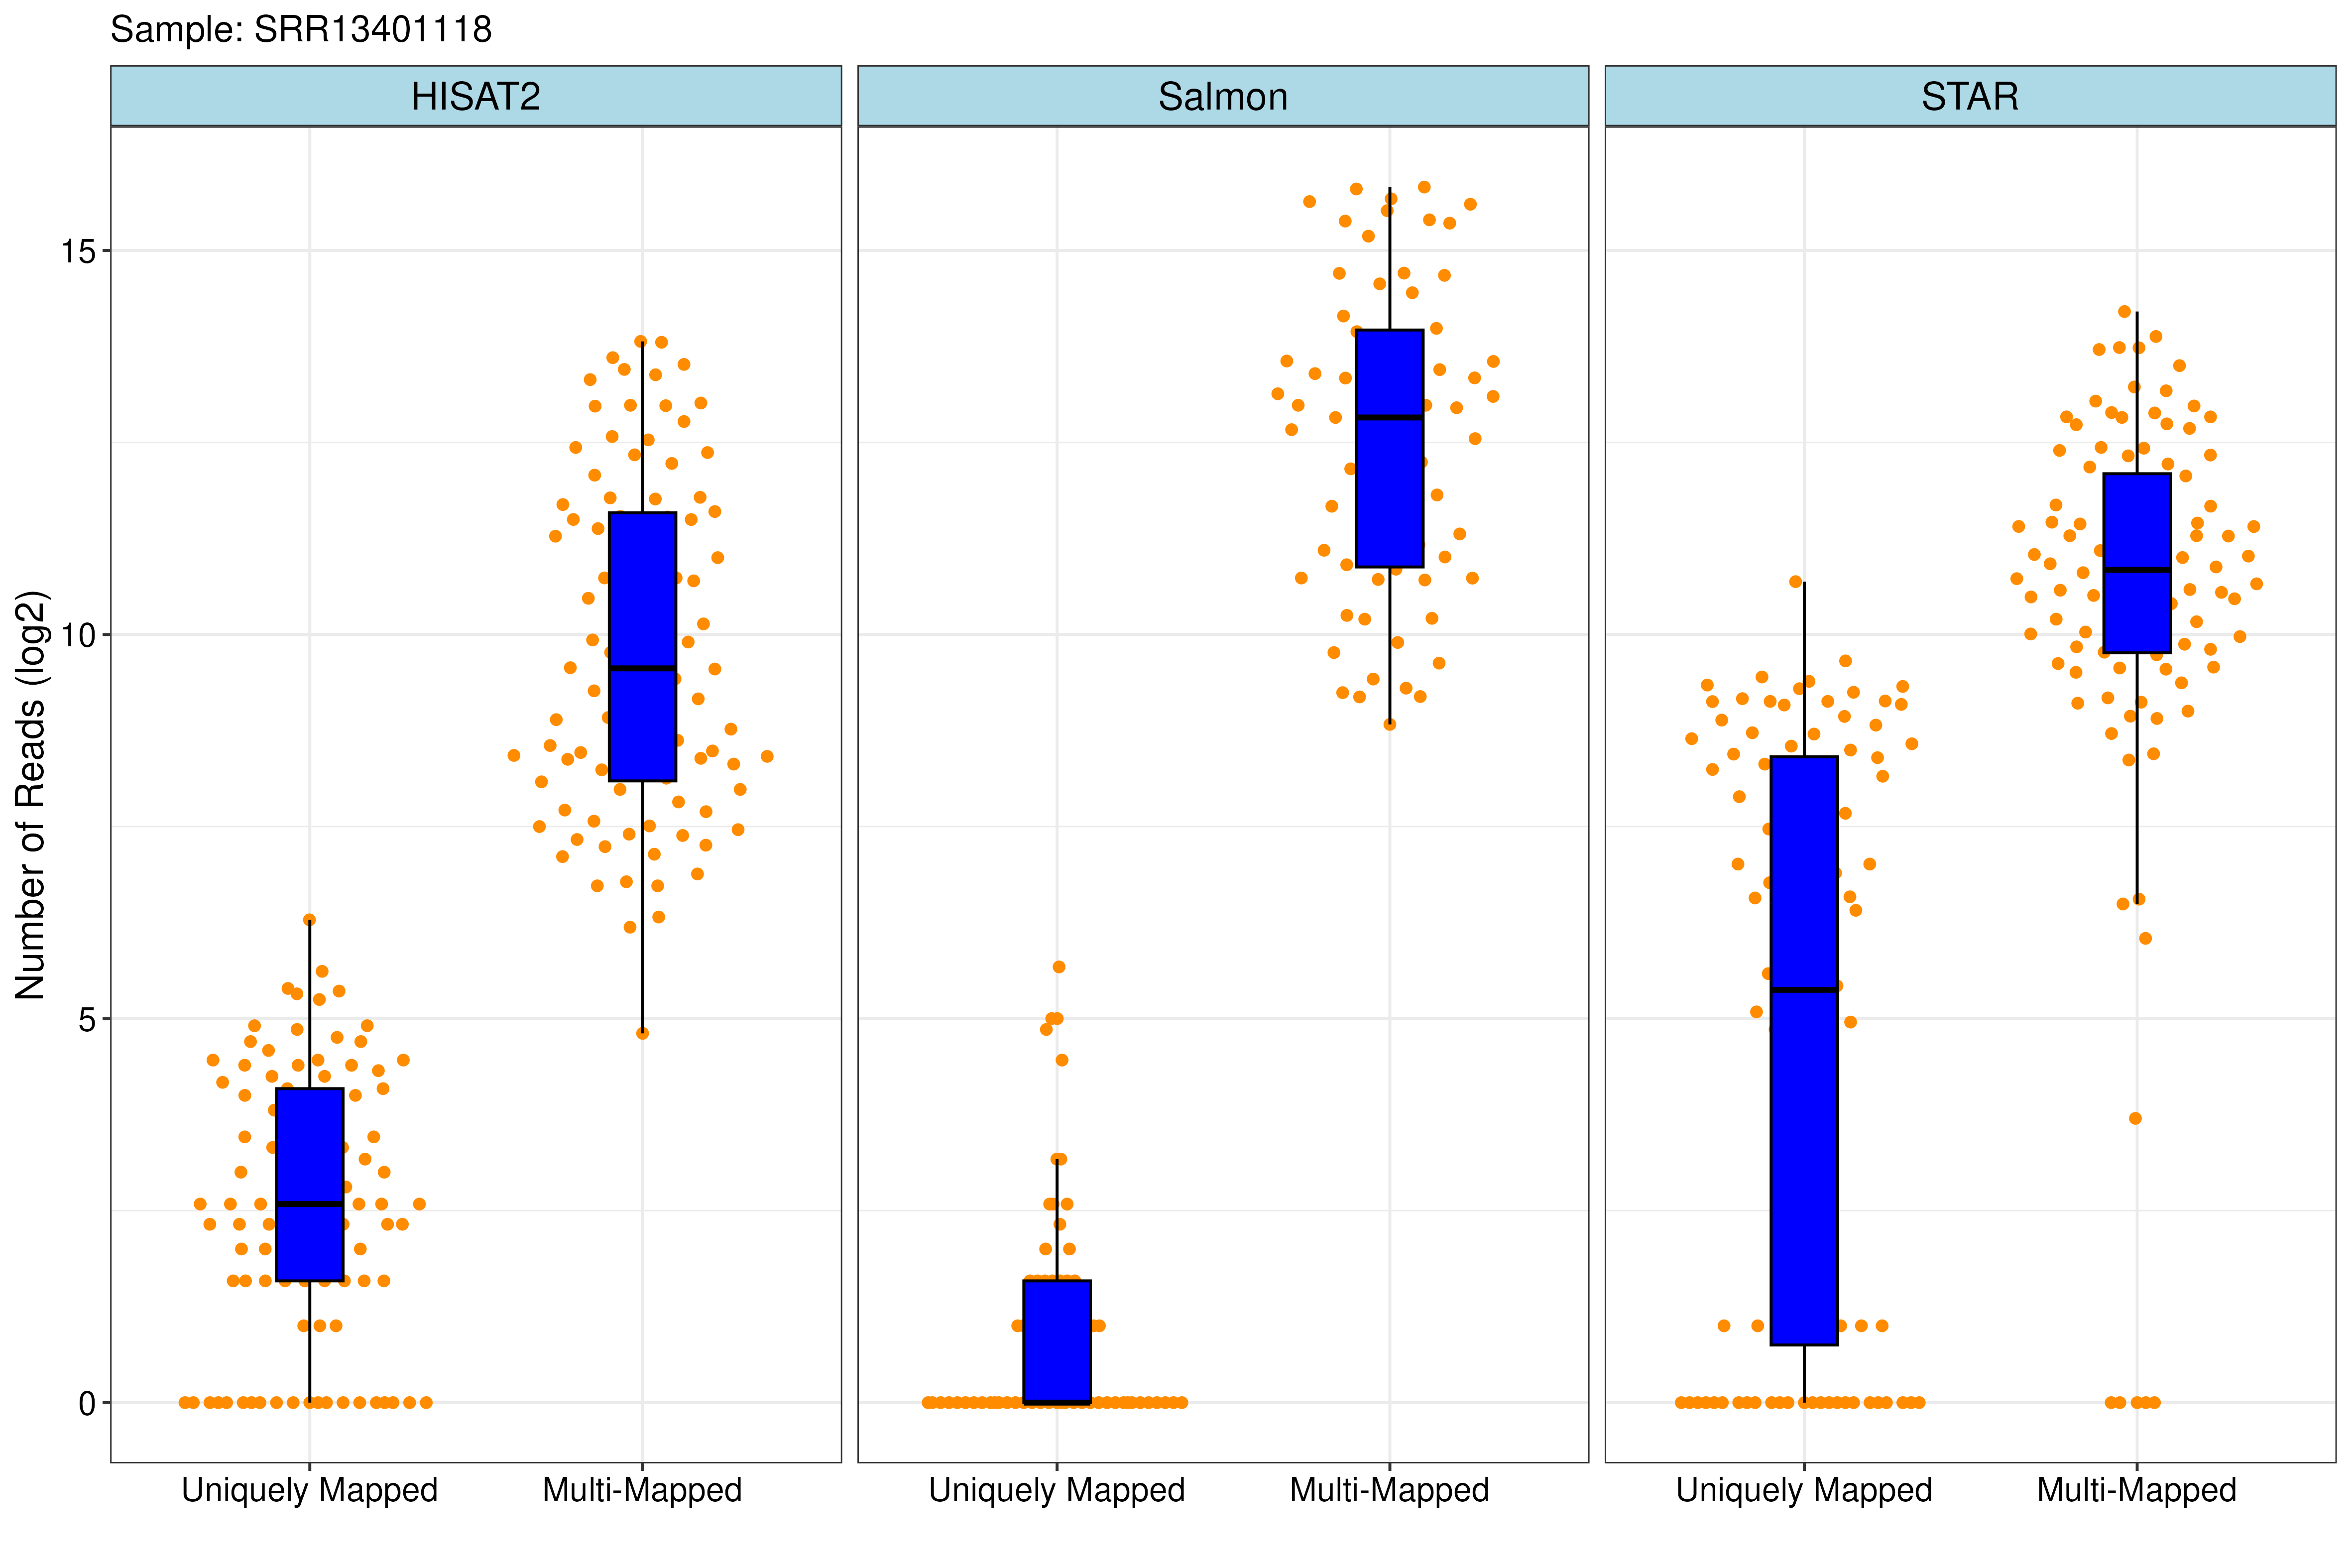 Sample: SRR13401118
HISAT2
Salmon
STAR
Number of Reads (log2)
15
10
5
0
Uniquely Mapped
Multi-Mapped
Uniquely Mapped
Multi-Mapped
Uniquely Mapped
Multi-Mapped